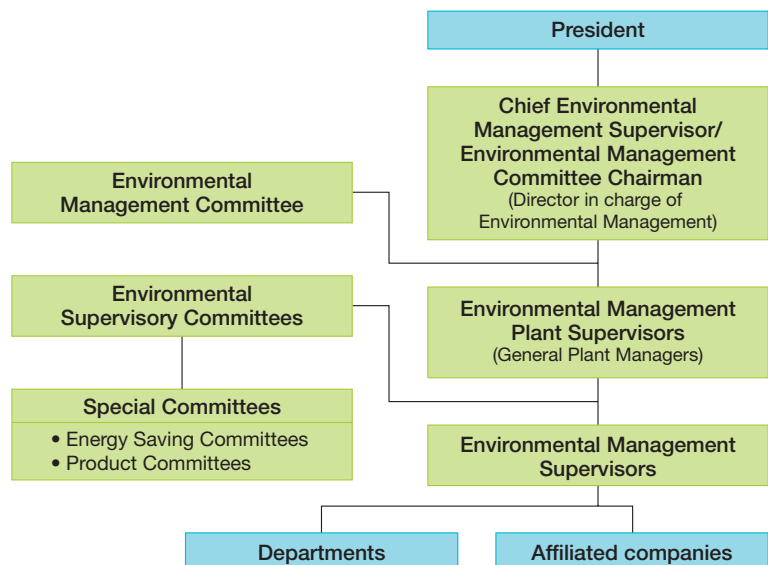 President
Chief Environmental
Management Supervisor/
Environmental Management
Committee Chairman
(Director in charge of
Environmental Management)
Environmental
Management Committee
Environmental
Supervisory Committees
Environmental Management
Plant Supervisors
(General Plant Managers)
Special Committees
• Energy Saving Committees
• Product Committees
Environmental Management
Supervisors
Departments
Affiliated companies